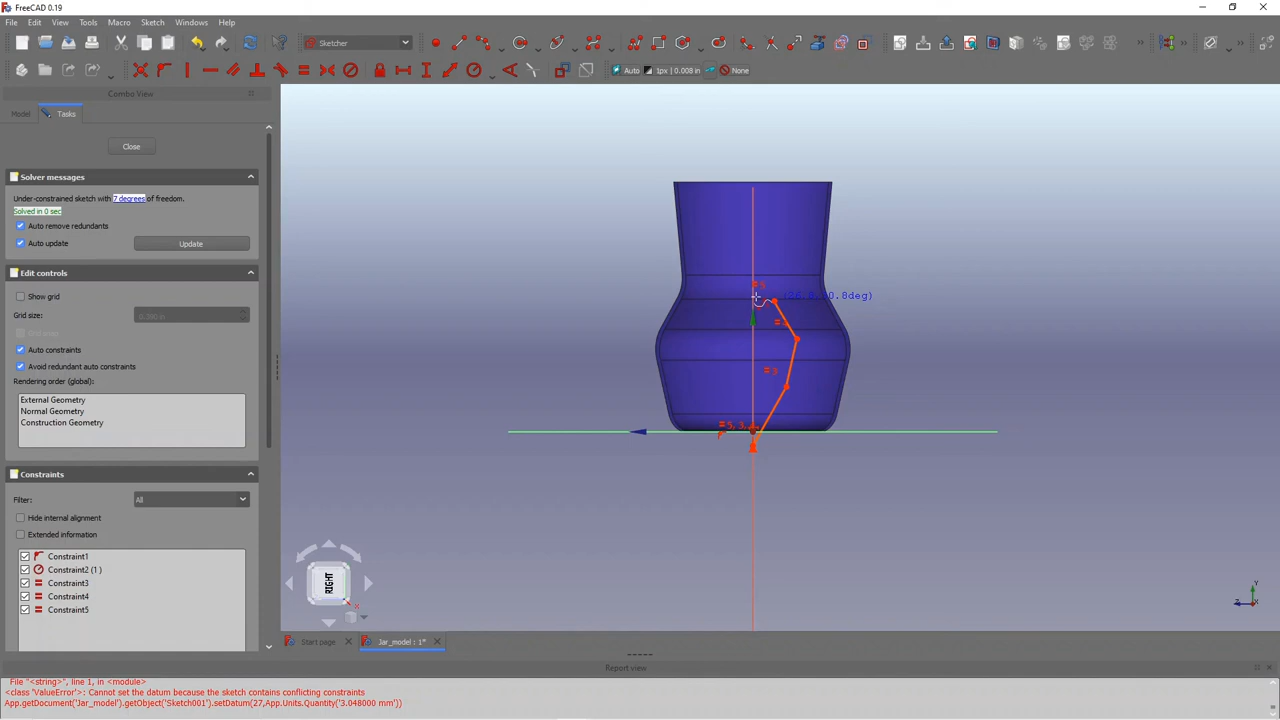 FreeCAD 0.19
File Edit View Tools Macro Sketch Windows Help
Sketcher
Auto 1px | 0.008 in None
Combo View
Model Tasks
Close
Solver messages
Under-constrained sketch with 7 degrees of freedom.
Solved in 0 sec
Auto remove redundants
Auto update Update
Edit controls
Show grid
Grid size:
Auto constraints
Avoid redundant auto constraints
Rendering order (global):
External Geometry
Normal Geometry
Construction Geometry
Constraints
Filter: All
Hide internal alignment
Extended information
Constraint1
Constraint2 (1 )
Constraint3
Constraint4
Constraint5
RIGHT
Y
Z X
Start page Jar_model : 1*
Report view
File "<string>", line 1, in <module>
<class 'ValueError'>: Cannot set the datum because the sketch contains conflicting constraints
App.getDocument('Jar_model').getObject('Sketch001').setDatum(27,App.Units.Quantity('3.048000 mm'))